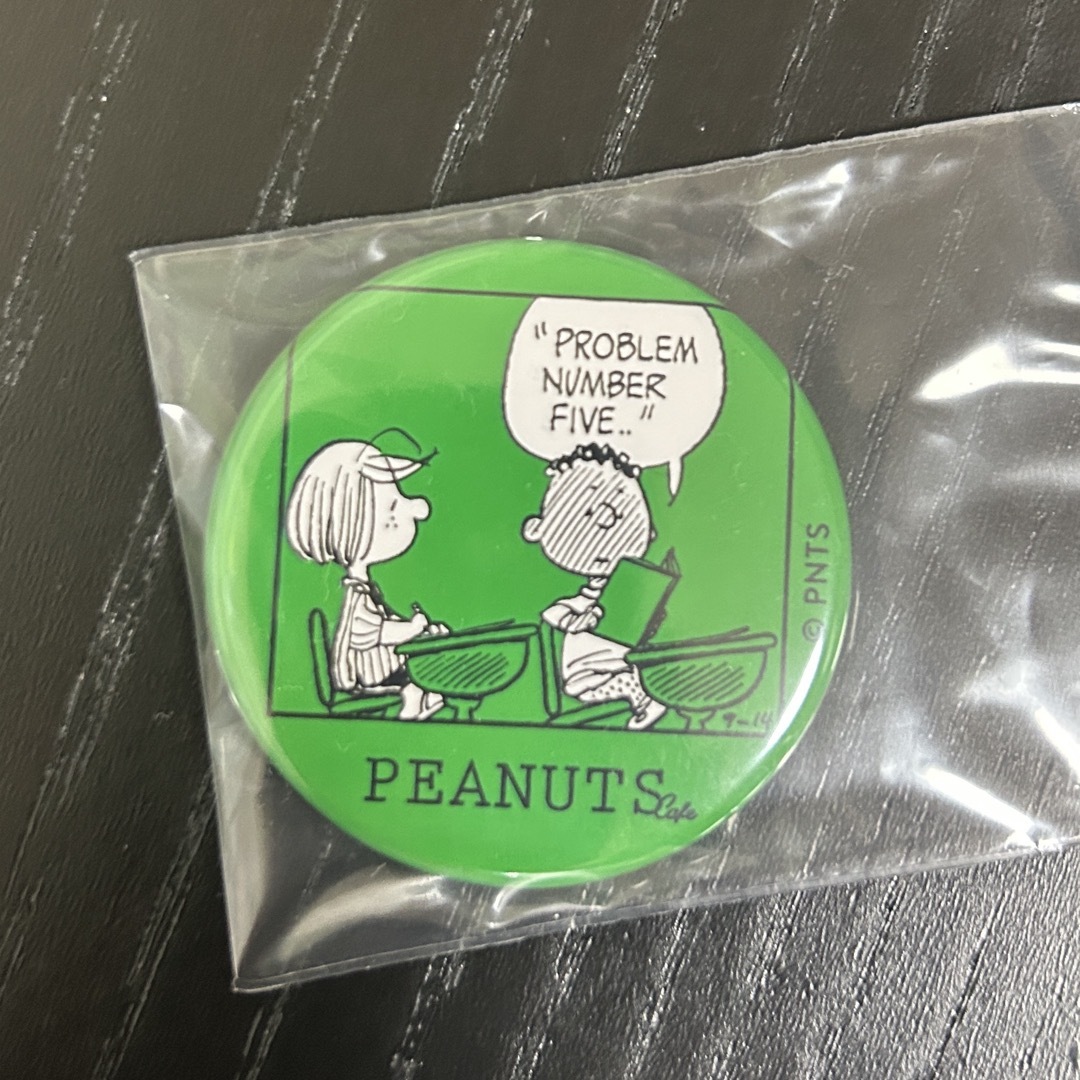 "PROBLEM
NUMBER
FIVE.."
© PNTS
9-14
PEANUTS Cafe